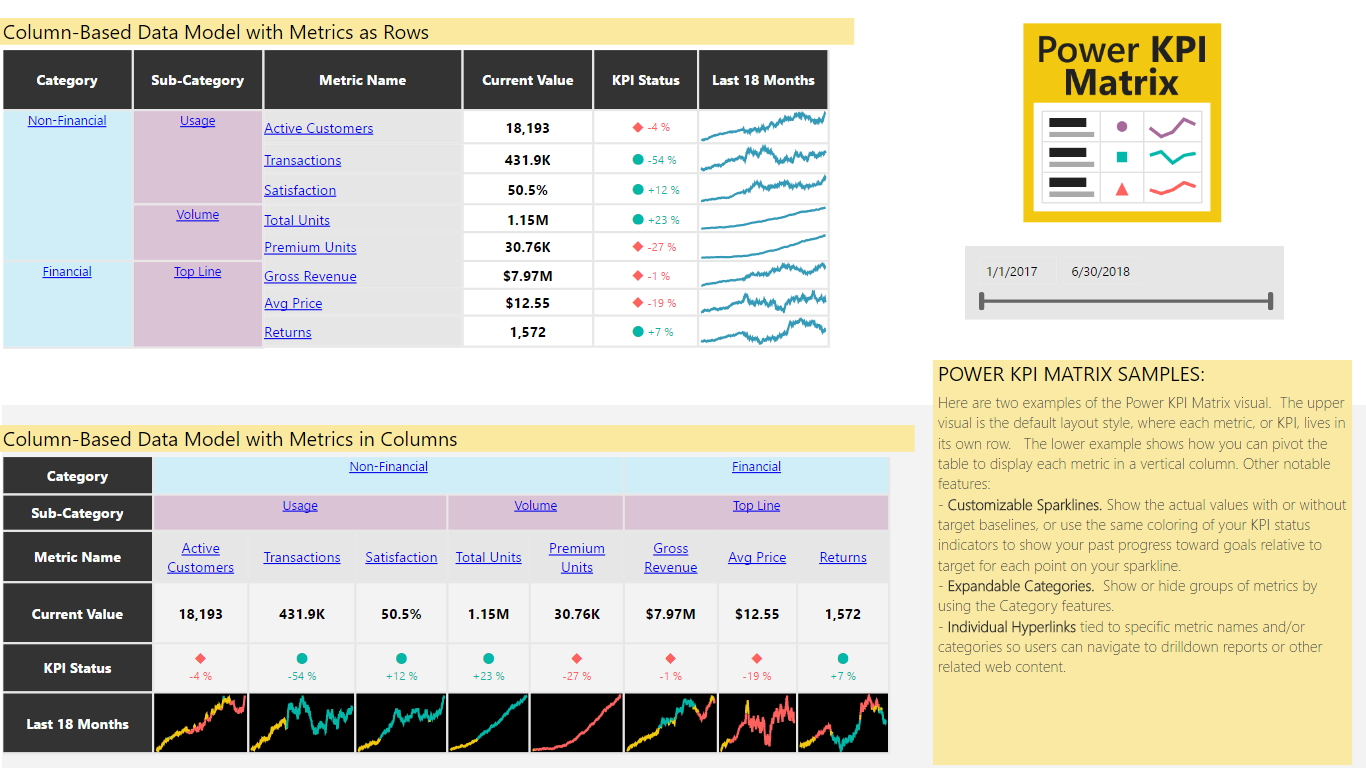 Column-Based Data Model with Metrics as Rows
Category Sub-Category Metric Name Current Value KPI Status Last 18 Months
Non-Financial Usage Active Customers 18,193 -4 %
Transactions 431.9K -54 %
Satisfaction 50.5% +12 %
Volume Total Units 1.15M +23 %
Premium Units 30.76K -27 %
Financial Top Line Gross Revenue $7.97M -1 %
Avg Price $12.55 -19 %
Returns 1,572 +7 %
Power KPI
Matrix
1/1/2017 6/30/2018
Column-Based Data Model with Metrics in Columns
Category Non-Financial Financial
Sub-Category Usage Volume Top Line
Metric Name Active Customers Transactions Satisfaction Total Units Premium Units Gross Revenue Avg Price Returns
Current Value 18,193 431.9K 50.5% 1.15M 30.76K $7.97M $12.55 1,572
KPI Status -4 % -54 % +12 % +23 % -27 % -1 % -19 % +7 %
Last 18 Months
POWER KPI MATRIX SAMPLES:
Here are two examples of the Power KPI Matrix visual. The upper
visual is the default layout style, where each metric, or KPI, lives in
its own row. The lower example shows how you can pivot the
table to display each metric in a vertical column. Other notable
features:
- Customizable Sparklines. Show the actual values with or without
target baselines, or use the same coloring of your KPI status
indicators to show your past progress toward goals relative to
target for each point on your sparkline.
- Expandable Categories. Show or hide groups of metrics by
using the Category features.
- Individual Hyperlinks tied to specific metric names and/or
categories so users can navigate to drilldown reports or other
related web content.